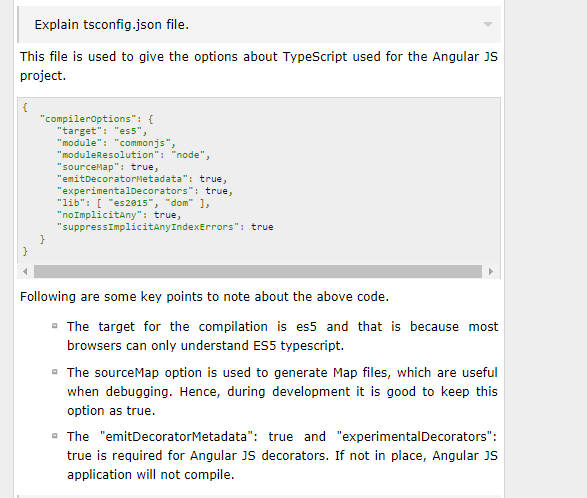 Explain tsconfig.json file.
This file is used to give the options about TypeScript used for the Angular JS
project.
{
"compilerOptions": {
"target": "es5",
"module": "commonjs",
"moduleResolution": "node",
"sourceMap": true,
"emitDecoratorMetadata": true,
"experimentalDecorators": true,
"lib": [ "es2015", "dom" ],
"noImplicitAny": true,
"suppressImplicitAnyIndexErrors": true
}
}
Following are some key points to note about the above code.
The target for the compilation is es5 and that is because most
browsers can only understand ES5 typescript.
The sourceMap option is used to generate Map files, which are useful
when debugging. Hence, during development it is good to keep this
option as true.
The "emitDecoratorMetadata": true and "experimentalDecorators":
true is required for Angular JS decorators. If not in place, Angular JS
application will not compile.